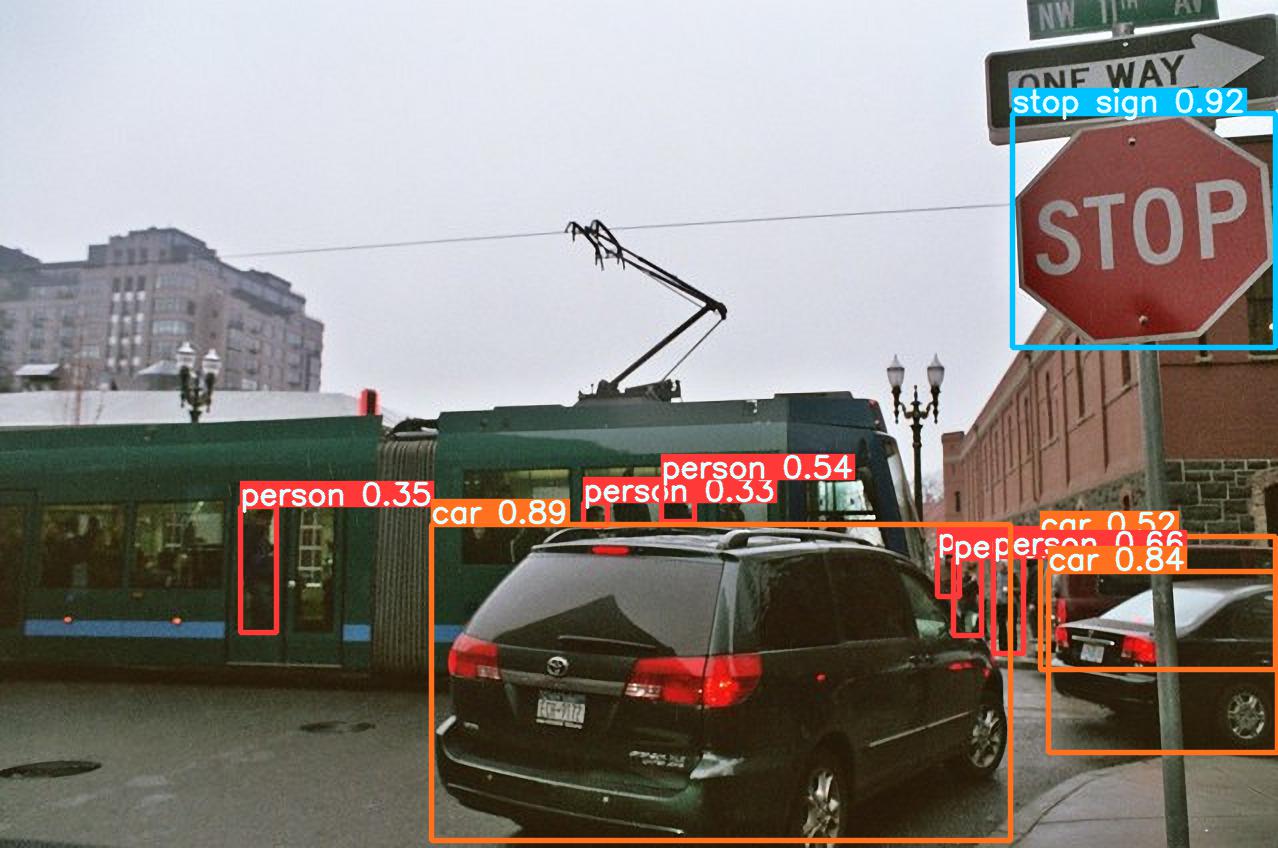 NW 11TH AV
ONE WAY
stop sign 0.92
STOP
person 0.54
person 0.35
person 0.33
car 0.89
car 0.52
p
pe
person 0.66
car 0.84